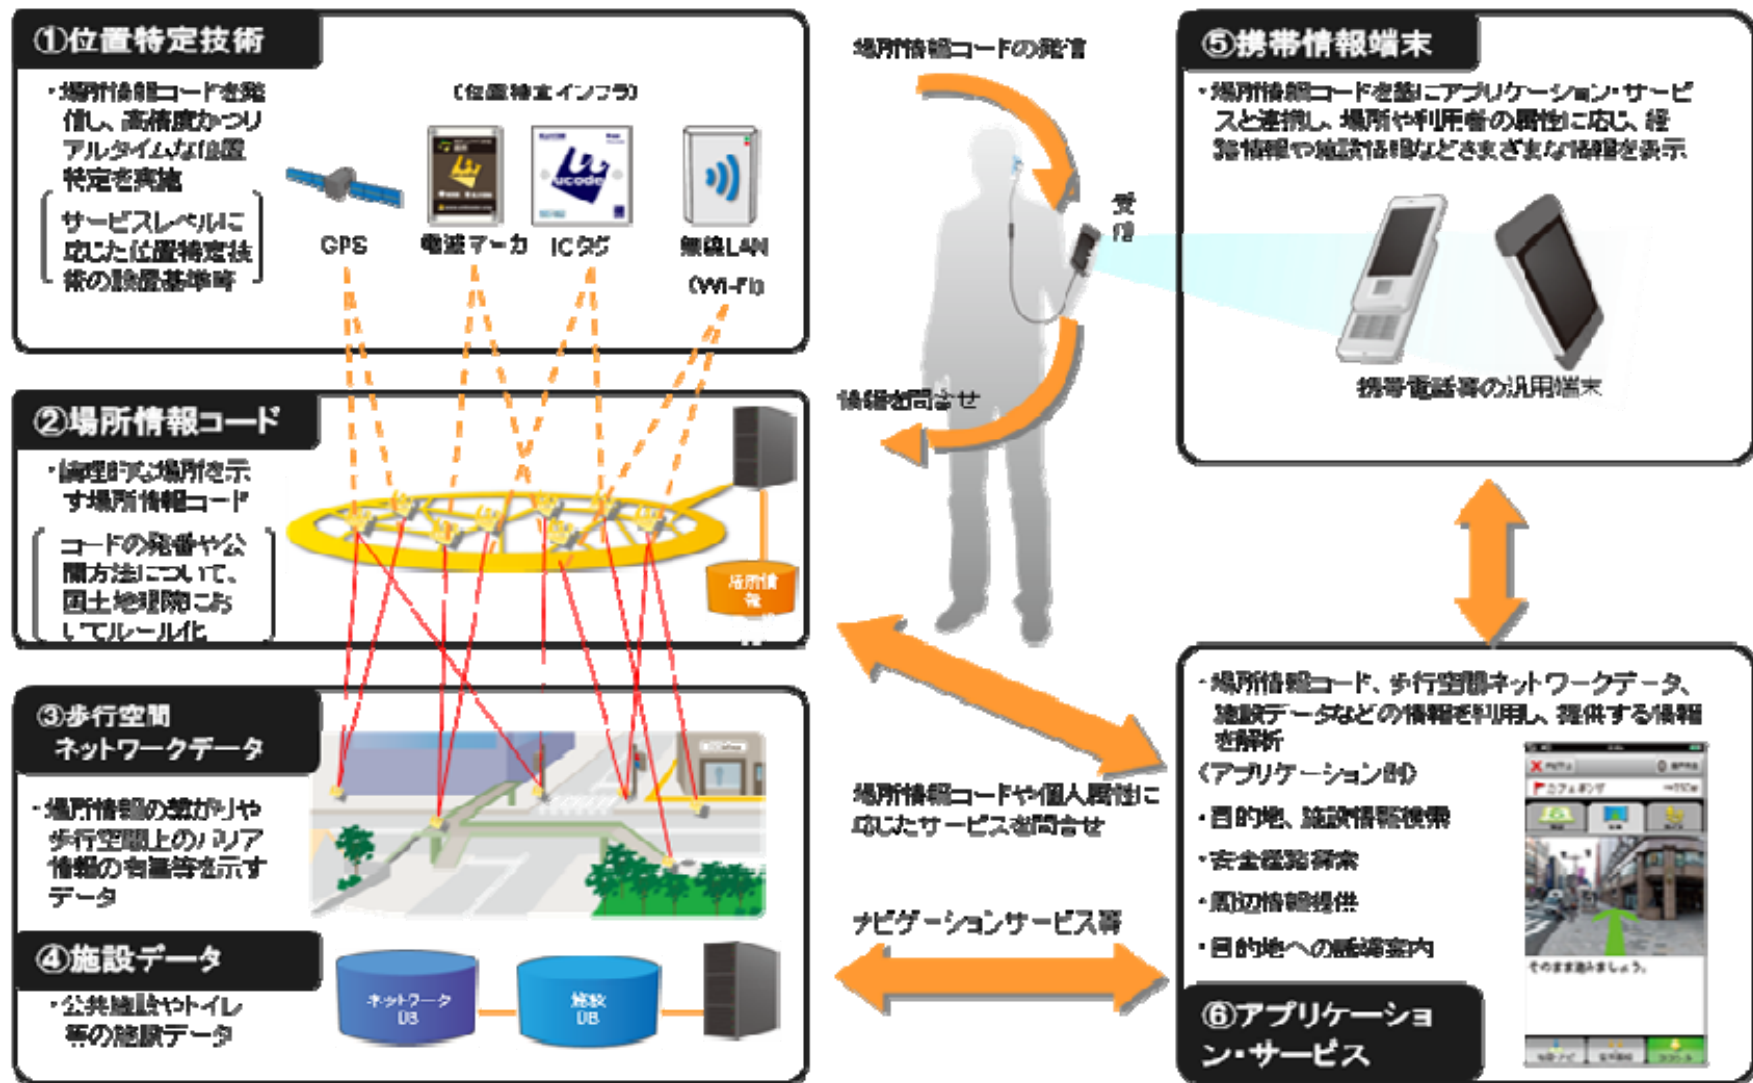 ①位置特定技術
・場所情報コードを発
信し、高精度かつリ
アルタイムな位置
特定を実施
サービスレベルに
応じた位置特定技
術の設置基準等
(位置特定インフラ)
ucode
ucode
GPS
電波マーカ
ICタグ
無線LAN
(Wi-Fi)
②場所情報コード
・論理的な場所を示
す場所情報コード
コードの発番や公
開方法について、
国土地理院にお
いてルール化
場所情
報
③歩行空間
ネットワークデータ
・場所情報の繋がりや
歩行空間上のバリア
情報の有無等を示す
データ
④施設データ
・公共施設やトイレ
等の施設データ
ネットワーク
DB
施設
DB
場所情報コードの発信
受
信
情報を問合せ
場所情報コードや個人属性に
応じたサービスを問合せ
ナビゲーションサービス等
⑤携帯情報端末
・場所情報コードを基にアプリケーション・サービ
スと連携し、場所や利用者の属性に応じ、経
路情報や施設情報などさまざまな情報を表示
携帯電話等の汎用端末
・場所情報コード、歩行空間ネットワークデータ、
施設データなどの情報を利用し、提供する情報
を解析
〈アプリケーション例〉
・目的地、施設情報検索
・安全経路探索
・周辺情報提供
・目的地への誘導案内
そのまま進みましょう。
⑥アプリケーショ
ン・サービス